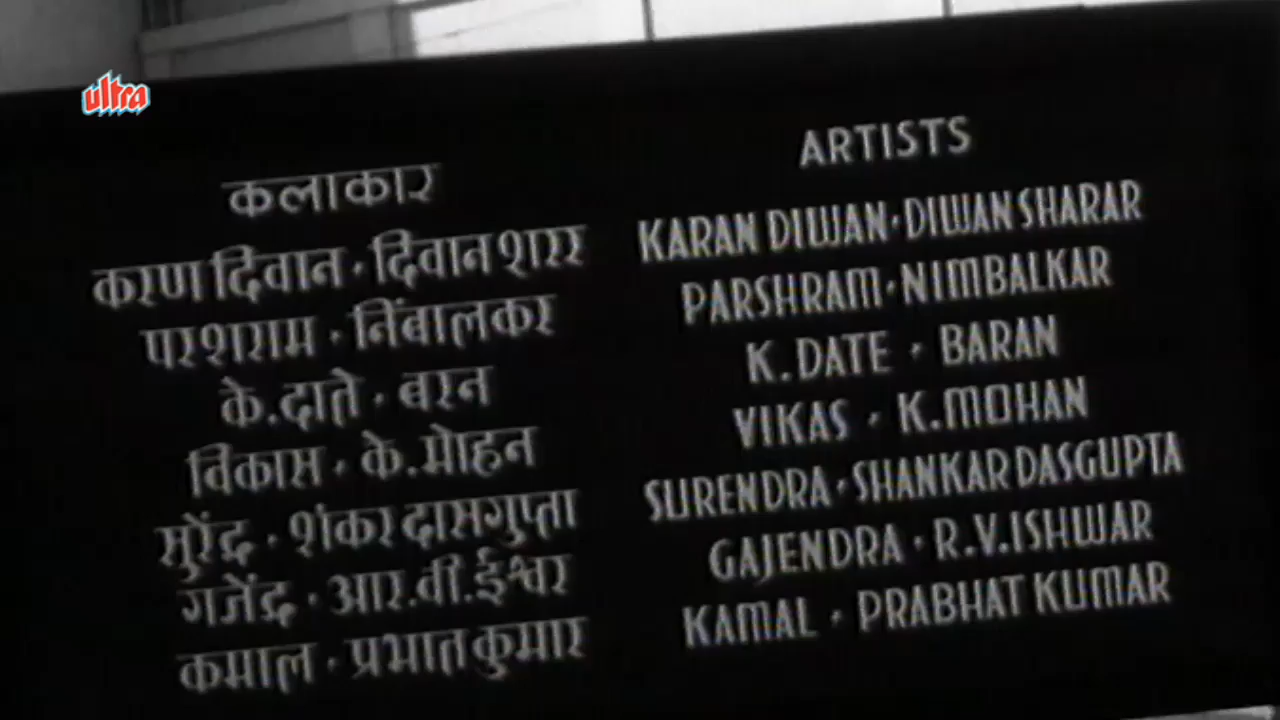 ultra
कलाकार
करण दिवान · दिवान शरर
परशराम · निंबालकर
के.दाते · बरन
विकास · के.मोहन
सुरेंद्र · शंकर दासगुप्ता
गजेंद्र · आर.वी.ईश्वर
कमाल · प्रभात कुमार
ARTISTS
KARAN DIWAN · DIWAN SHARAR
PARSHRAM · NIMBALKAR
K.DATE · BARAN
VIKAS · K.MOHAN
SURENDRA · SHANKAR DASGUPTA
GAJENDRA · R.V.ISHWAR
KAMAL · PRABHAT KUMAR